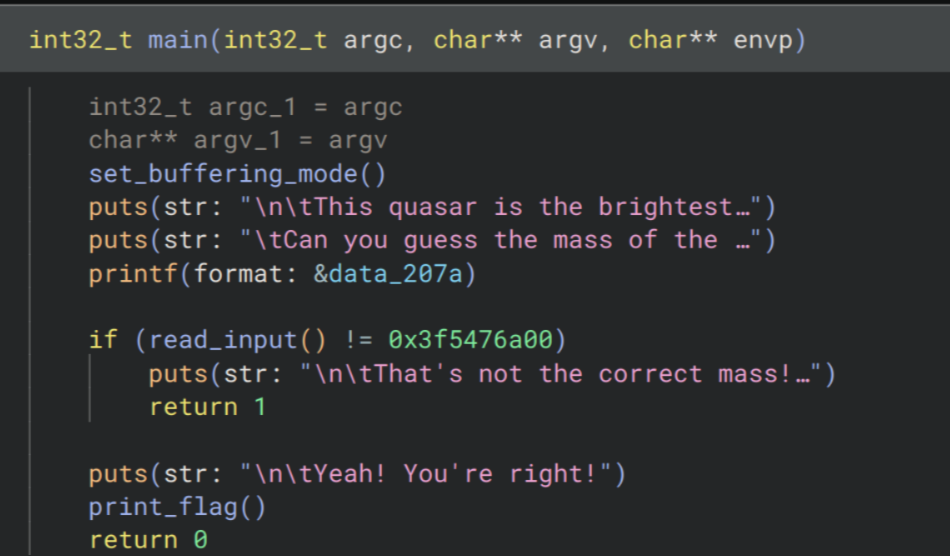 int32_t main(int32_t argc, char** argv, char** envp)
int32_t argc_1 = argc
char** argv_1 = argv
set_buffering_mode()
puts(str: "\n\tThis quasar is the brightest…")
puts(str: "\tCan you guess the mass of the …")
printf(format: &data_207a)
if (read_input() != 0x3f5476a00)
puts(str: "\n\tThat's not the correct mass!…")
return 1
puts(str: "\n\tYeah! You're right!")
print_flag()
return 0